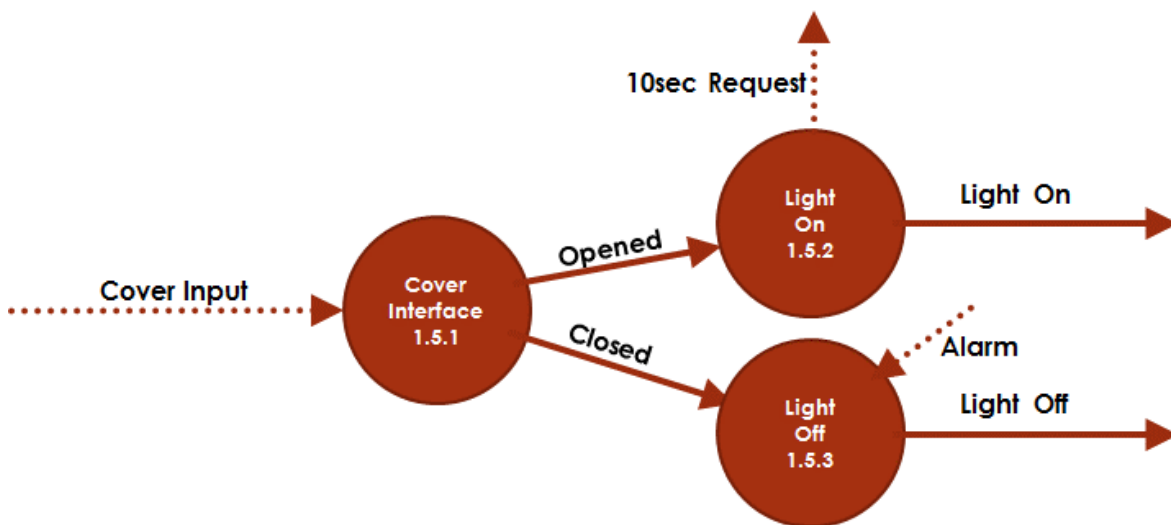 10sec Request
Light
On
1.5.2
Light On
Opened
Cover Input
Cover
Interface
1.5.1
Closed
Alarm
Light
Off
1.5.3
Light Off